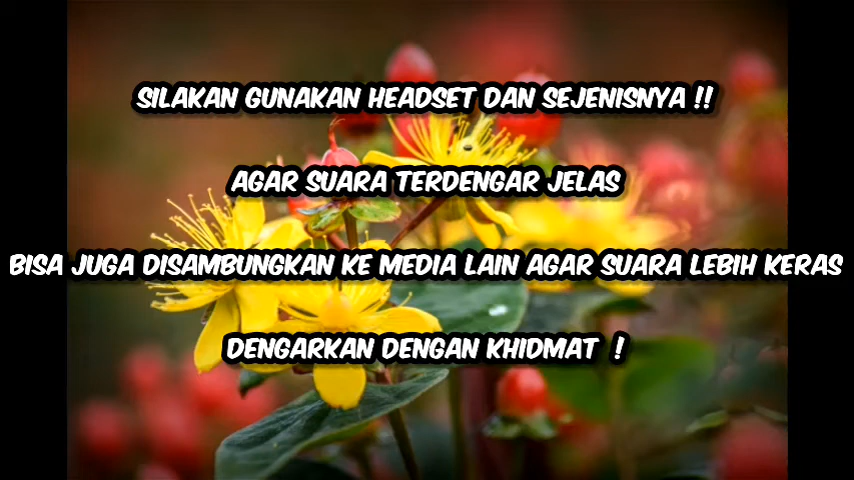 SILAKAN GUNAKAN HEADSET DAN SEJENISNYA !!
AGAR SUARA TERDENGAR JELAS
BISA JUGA DISAMBUNGKAN KE MEDIA LAIN AGAR SUARA LEBIH KERAS
DENGARKAN DENGAN KHIDMAT !